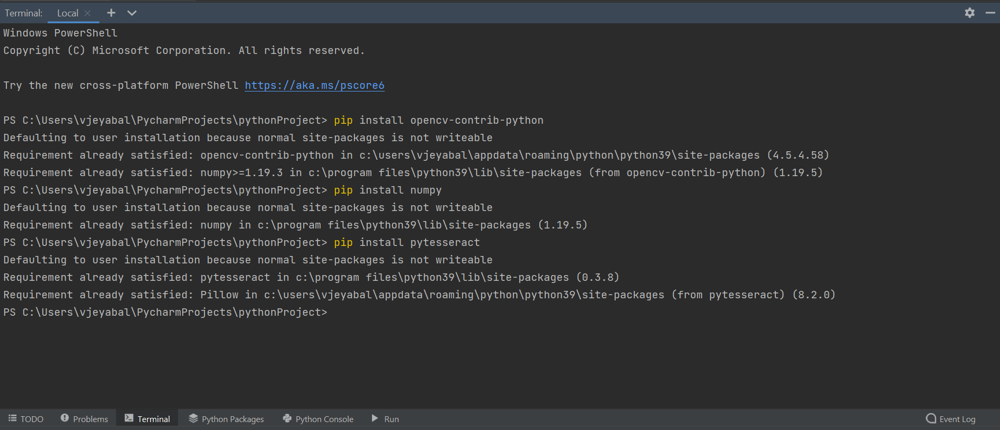 Terminal: Local
Windows PowerShell
Copyright (C) Microsoft Corporation. All rights reserved.
Try the new cross-platform PowerShell https://aka.ms/pscore6
PS C:\Users\vjeyabal\PycharmProjects\pythonProject> pip install opencv-contrib-python
Defaulting to user installation because normal site-packages is not writeable
Requirement already satisfied: opencv-contrib-python in c:\users\vjeyabal\appdata\roaming\python\python39\site-packages (4.5.4.58)
Requirement already satisfied: numpy>=1.19.3 in c:\program files\python39\lib\site-packages (from opencv-contrib-python) (1.19.5)
PS C:\Users\vjeyabal\PycharmProjects\pythonProject> pip install numpy
Defaulting to user installation because normal site-packages is not writeable
Requirement already satisfied: numpy in c:\program files\python39\lib\site-packages (1.19.5)
PS C:\Users\vjeyabal\PycharmProjects\pythonProject> pip install pytesseract
Defaulting to user installation because normal site-packages is not writeable
Requirement already satisfied: pytesseract in c:\program files\python39\lib\site-packages (0.3.8)
Requirement already satisfied: Pillow in c:\users\vjeyabal\appdata\roaming\python\python39\site-packages (from pytesseract) (8.2.0)
PS C:\Users\vjeyabal\PycharmProjects\pythonProject>
TODO Problems Terminal Python Packages Python Console Run Event Log